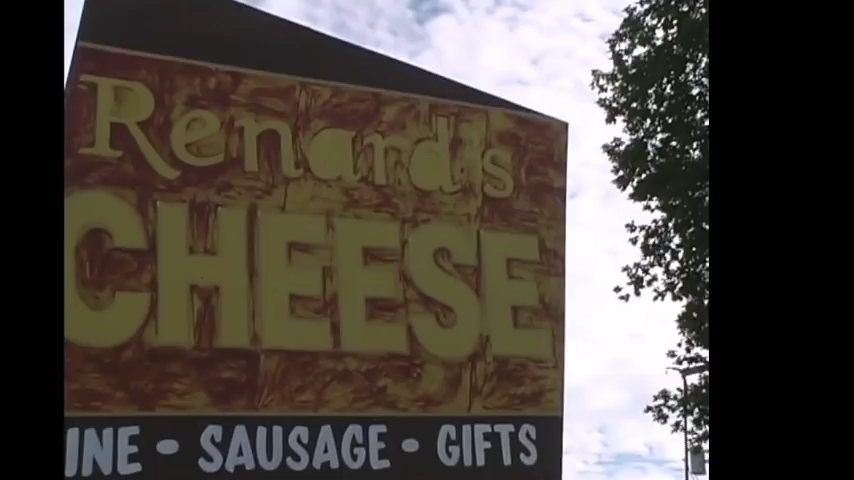 Renard's
CHEESE
INE • SAUSAGE • GIFTS